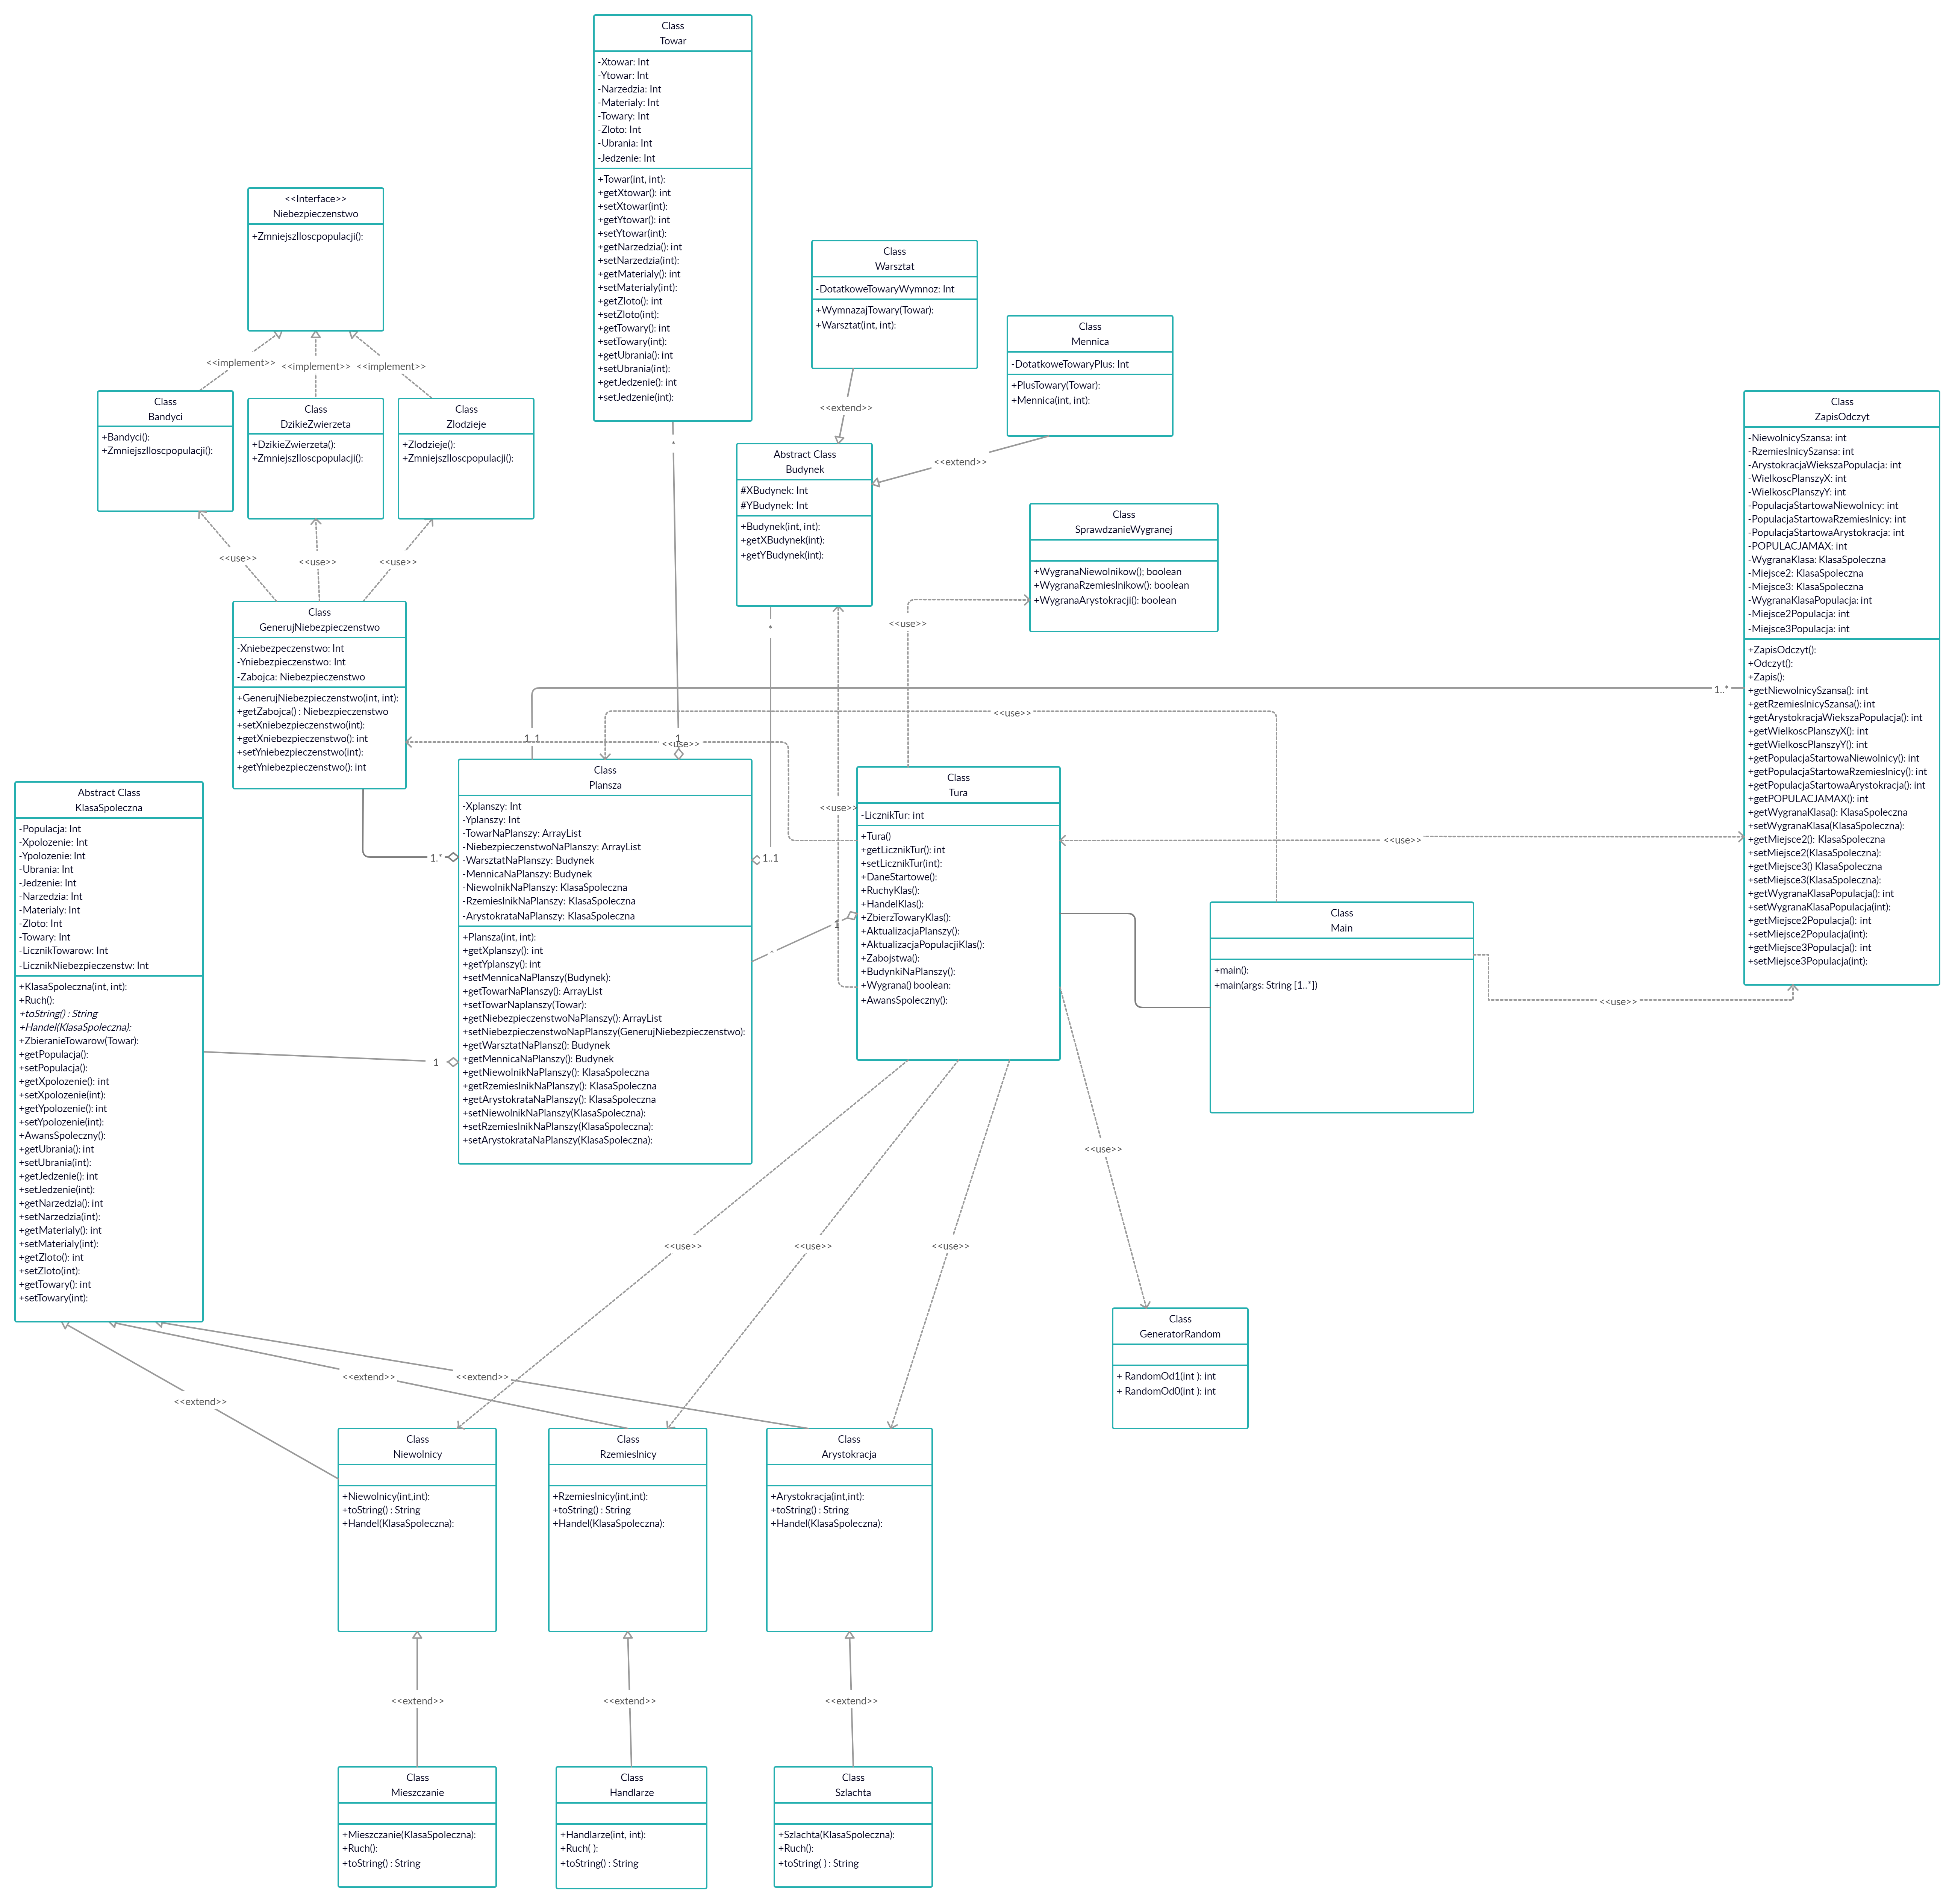 Class
Towar
-Xtowar: Int
-Ytowar: Int
-Narzedzia: Int
-Materialy: Int
-Towary: Int
-Zloto: Int
-Ubrania: Int
-Jedzenie: Int
+Towar(int, int):
+getXtowar(): int
+setXtowar(int):
+getYtowar(): int
+setYtowar(int):
+getNarzedzia(): int
+setNarzedzia(int):
+getMaterialy(): int
+setMaterialy(int):
+getZloto(): int
+setZloto(int):
+getTowary(): int
+setTowary(int):
+getUbrania(): int
+setUbrania(int):
+getJedzenie(): int
+setJedzenie(int):
*
1
<<Interface>>
Niebezpieczenstwo
+ZmniejszIloscpopulacji():
<<implement>>
<<implement>>
<<implement>>
Class
Bandyci
+Bandyci():
+ZmniejszIloscpopulacji():
Class
DzikieZwierzeta
+DzikieZwierzeta():
+ZmniejszIloscpopulacji():
Class
Zlodzieje
+Zlodzieje():
+ZmniejszIloscpopulacji():
<<use>>
<<use>>
<<use>>
Class
Warsztat
-DotatkoweTowaryWymnoz: Int
+WymnazajTowary(Towar):
+Warsztat(int, int):
<<extend>>
Class
Mennica
-DotatkoweTowaryPlus: Int
+PlusTowary(Towar):
+Mennica(int, int):
<<extend>>
Abstract Class
Budynek
#XBudynek: Int
#YBudynek: Int
+Budynek(int, int):
+getXBudynek(int):
+getYBudynek(int):
*
1..1
Class
SprawdzanieWygranej
+WygranaNiewolnikow(); boolean
+WygranaRzemieslnikow(): boolean
+WygranaArystokracji(): boolean
<<use>>
Class
ZapisOdczyt
-NiewolnicySzansa: int
-RzemieslnicySzansa: int
-ArystokracjaWiekszaPopulacja: int
-WielkoscPlanszyX: int
-WielkoscPlanszyY: int
-PopulacjaStartowaNiewolnicy: int
-PopulacjaStartowaRzemieslnicy: int
-PopulacjaStartowaArystokracja: int
-POPULACJAMAX: int
-WygranaKlasa: KlasaSpoleczna
-Miejsce2: KlasaSpoleczna
-Miejsce3: KlasaSpoleczna
-WygranaKlasaPopulacja: int
-Miejsce2Populacja: int
-Miejsce3Populacja: int
+ZapisOdczyt():
+Odczyt():
+Zapis():
+getNiewolnicySzansa(): int
+getRzemieslnicySzansa(): int
+getArystokracjaWiekszaPopulacja(): int
+getWielkoscPlanszyX(): int
+getWielkoscPlanszyY(): int
+getPopulacjaStartowaNiewolnicy(): int
+getPopulacjaStartowaRzemieslnicy(): int
+getPopulacjaStartowaArystokracja(): int
+getPOPULACJAMAX(): int
+getWygranaKlasa(): KlasaSpoleczna
+setWygranaKlasa(KlasaSpoleczna):
+getMiejsce2(): KlasaSpoleczna
+setMiejsce2(KlasaSpoleczna):
+getMiejsce3() KlasaSpoleczna
+setMiejsce3(KlasaSpoleczna):
+getWygranaKlasaPopulacja(): int
+setWygranaKlasaPopulacja(int):
+getMiejsce2Populacja(): int
+setMiejsce2Populacja(int):
+getMiejsce3Populacja(): int
+setMiejsce3Populacja(int):
1..*
1..1
<<use>>
<<use>>
<<use>>
<<use>>
<<use>>
Class
GenerujNiebezpieczenstwo
-Xniebezpeczenstwo: Int
-Yniebezpieczenstwo: Int
-Zabojca: Niebezpieczenstwo
+GenerujNiebezpieczenstwo(int, int):
+getZabojca() : Niebezpieczenstwo
+setXniebezpieczenstwo(int):
+getXniebezpieczenstwo(): int
+setYniebezpieczenstwo(int):
+getYniebezpieczenstwo(): int
1..*
Abstract Class
KlasaSpoleczna
-Populacja: Int
-Xpolozenie: Int
-Ypolozenie: Int
-Ubrania: Int
-Jedzenie: Int
-Narzedzia: Int
-Materialy: Int
-Zloto: Int
-Towary: Int
-LicznikTowarow: Int
-LicznikNiebezpieczenstw: Int
+KlasaSpoleczna(int, int):
+Ruch():
+toString() : String
+Handel(KlasaSpoleczna):
+ZbieranieTowarow(Towar):
+getPopulacja():
+setPopulacja():
+getXpolozenie(): int
+setXpolozenie(int):
+getYpolozenie(): int
+setYpolozenie(int):
+AwansSpoleczny():
+getUbrania(): int
+setUbrania(int):
+getJedzenie(): int
+setJedzenie(int):
+getNarzedzia(): int
+setNarzedzia(int):
+getMaterialy(): int
+setMaterialy(int):
+getZloto(): int
+setZloto(int):
+getTowary(): int
+setTowary(int):
1
Class
Plansza
-Xplanszy: Int
-Yplanszy: Int
-TowarNaPlanszy: ArrayList
-NiebezpieczenstwoNaPlanszy: ArrayList
-WarsztatNaPlanszy: Budynek
-MennicaNaPlanszy: Budynek
-NiewolnikNaPlanszy: KlasaSpoleczna
-RzemieslnikNaPlanszy: KlasaSpoleczna
-ArystokrataNaPlanszy: KlasaSpoleczna
+Plansza(int, int):
+getXplanszy(): int
+getYplanszy(): int
+setMennicaNaPlanszy(Budynek):
+getTowarNaPlanszy(): ArrayList
+setTowarNaplanszy(Towar):
+getNiebezpieczenstwoNaPlanszy(): ArrayList
+setNiebezpieczenstwoNapPlanszy(GenerujNiebezpieczenstwo):
+getWarsztatNaPlansz(): Budynek
+getMennicaNaPlanszy(): Budynek
+getNiewolnikNaPlanszy(): KlasaSpoleczna
+getRzemieslnikNaPlanszy(): KlasaSpoleczna
+getArystokrataNaPlanszy(): KlasaSpoleczna
+setNiewolnikNaPlanszy(KlasaSpoleczna):
+setRzemieslnikNaPlanszy(KlasaSpoleczna):
+setArystokrataNaPlanszy(KlasaSpoleczna):
*
1
Class
Tura
-LicznikTur: int
+Tura()
+getLicznikTur(): int
+setLicznikTur(int):
+DaneStartowe():
+RuchyKlas():
+HandelKlas():
+ZbierzTowaryKlas():
+AktualizacjaPlanszy():
+AktualizacjaPopulacjiKlas():
+Zabojstwa():
+BudynkiNaPlanszy():
+Wygrana() boolean:
+AwansSpoleczny():
Class
Main
+main():
+main(args: String [1..*])
<<use>>
<<use>>
<<use>>
<<use>>
Class
GeneratorRandom
+ RandomOd1(int ): int
+ RandomOd0(int ): int
<<extend>>
<<extend>>
<<extend>>
Class
Niewolnicy
+Niewolnicy(int,int):
+toString() : String
+Handel(KlasaSpoleczna):
Class
Rzemieslnicy
+Rzemieslnicy(int,int):
+toString() : String
+Handel(KlasaSpoleczna):
Class
Arystokracja
+Arystokracja(int,int):
+toString() : String
+Handel(KlasaSpoleczna):
<<extend>>
<<extend>>
<<extend>>
Class
Mieszczanie
+Mieszczanie(KlasaSpoleczna):
+Ruch():
+toString() : String
Class
Handlarze
+Handlarze(int, int):
+Ruch( ):
+toString() : String
Class
Szlachta
+Szlachta(KlasaSpoleczna):
+Ruch():
+toString( ) : String